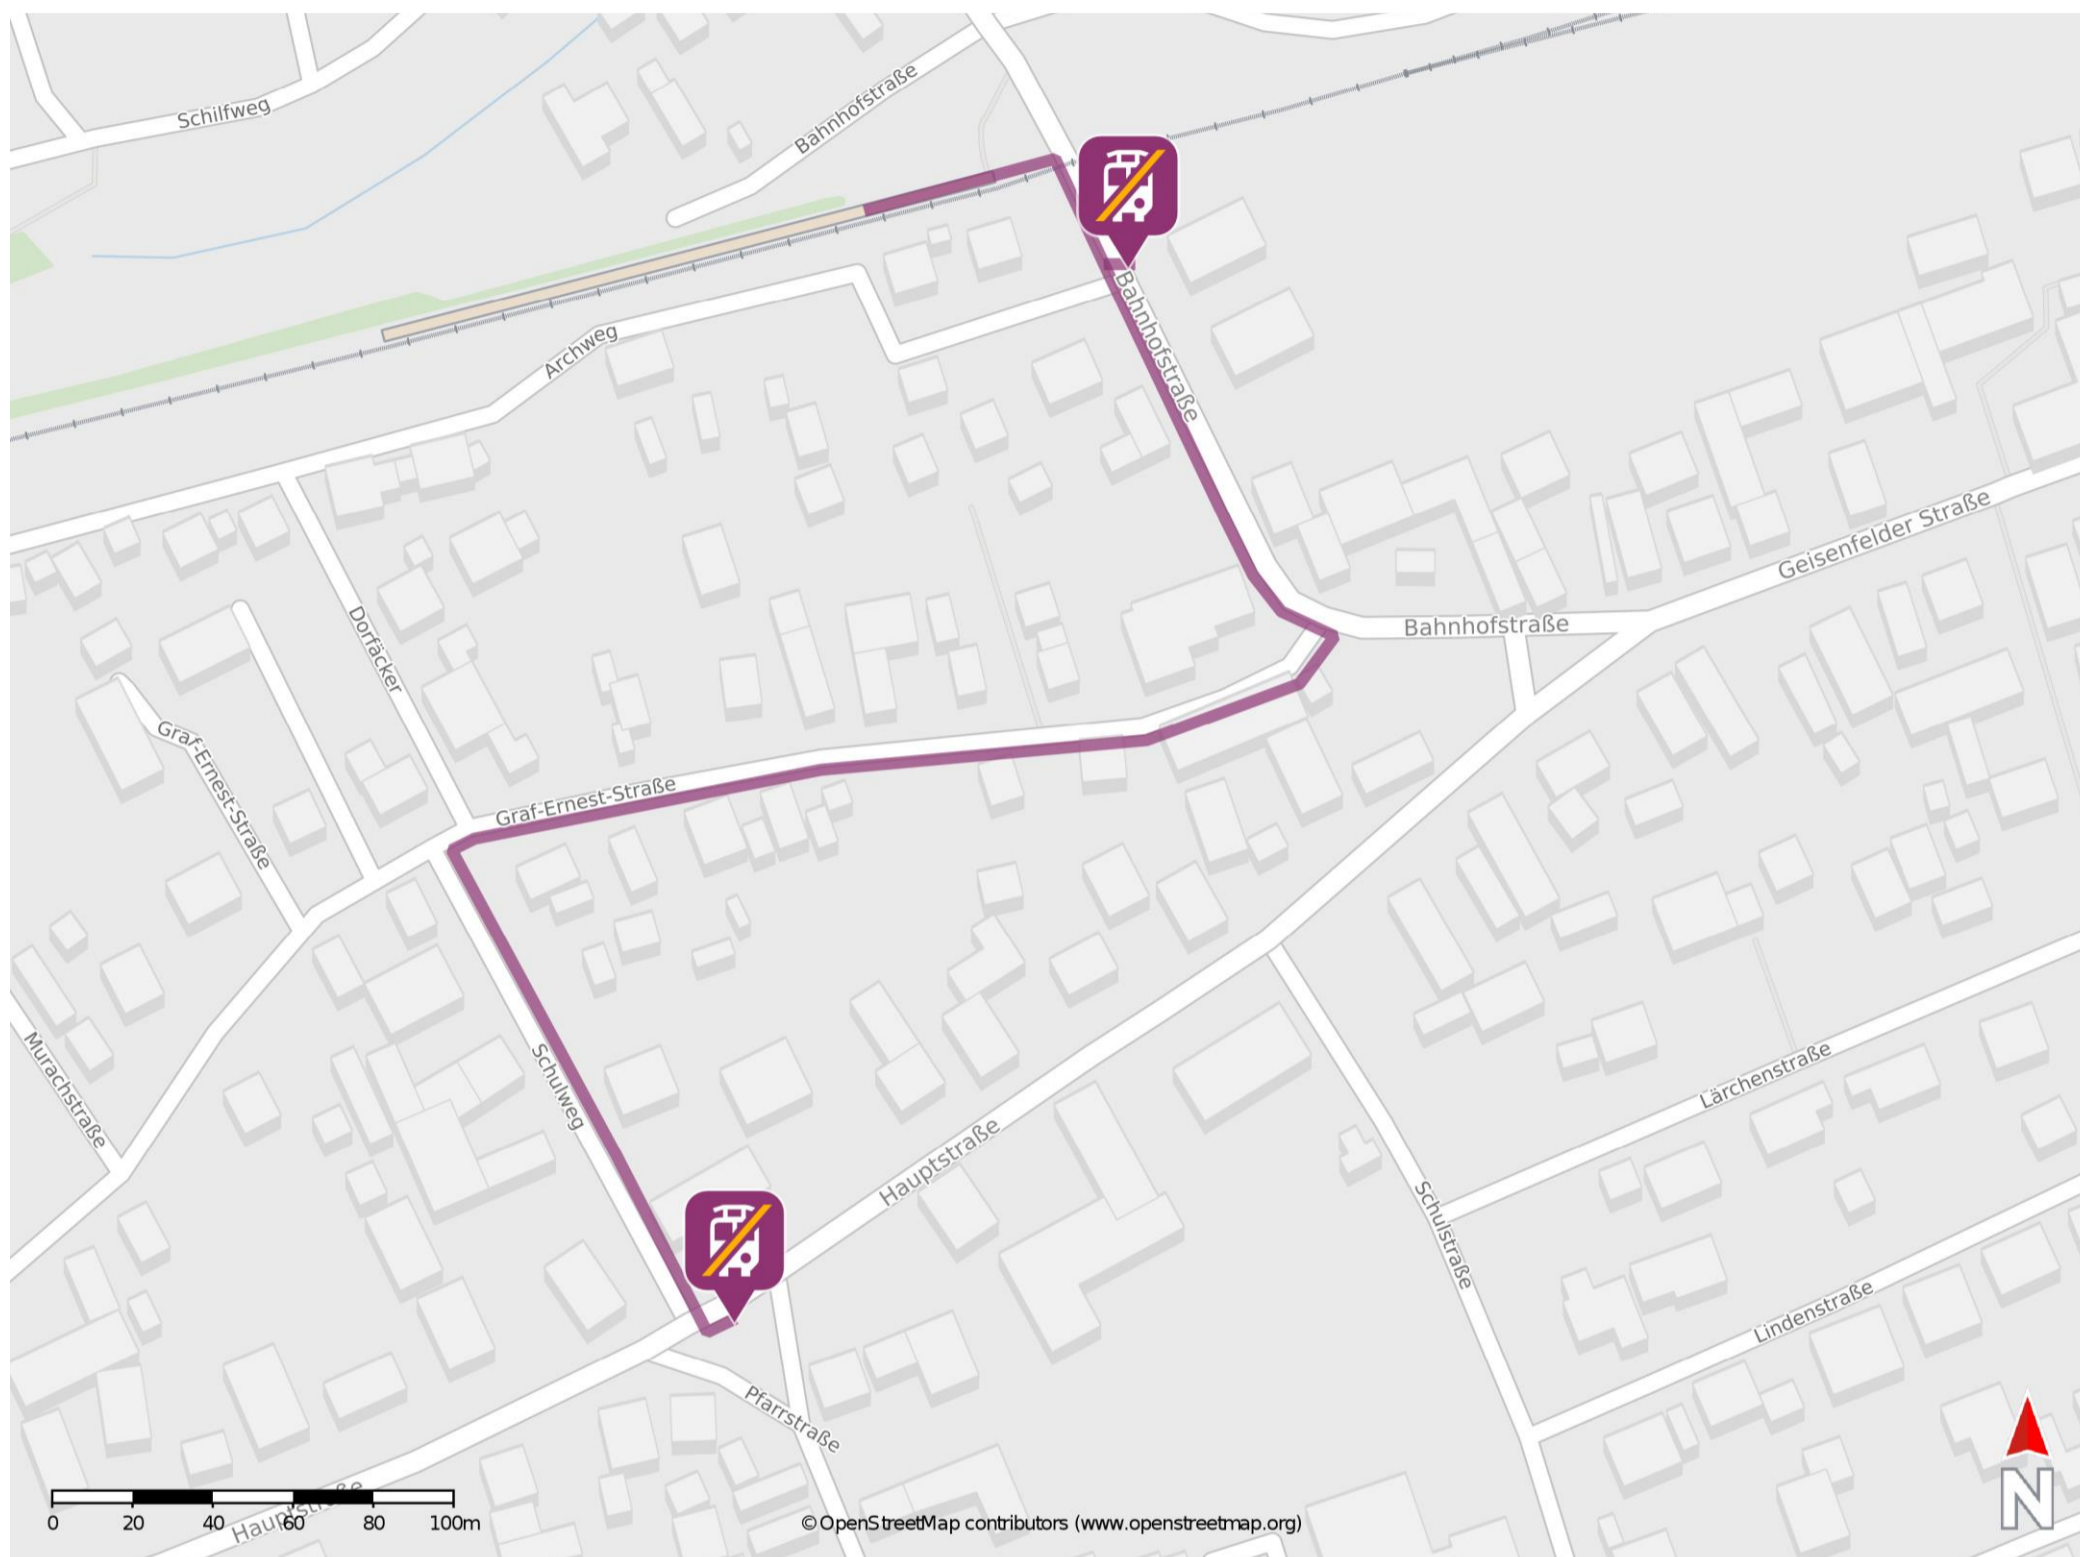 Schilfweg
Bahnhofstraße
Bahnhofstraße
Archweg
Geisenfelder Straße
Bahnhofstraße
Dorfäcker
Graf-Ernest-Straße
Graf-Ernest-Straße
Murachstraße
Schulweg
Hauptstraße
Lärchenstraße
Schulstraße
Lindenstraße
Pfarrstraße
Hauptstraße
0 20 40 60 80 100m
© OpenStreetMap contributors (www.openstreetmap.org)
N